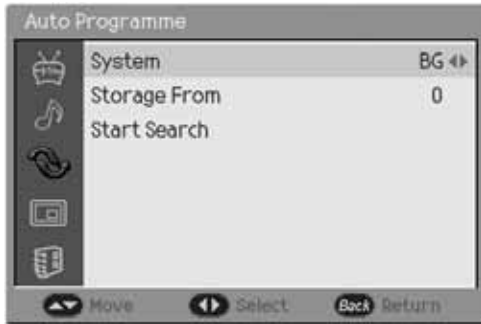 Auto Programme
System BG
Storage From 0
Start Search
Move Select Back Return